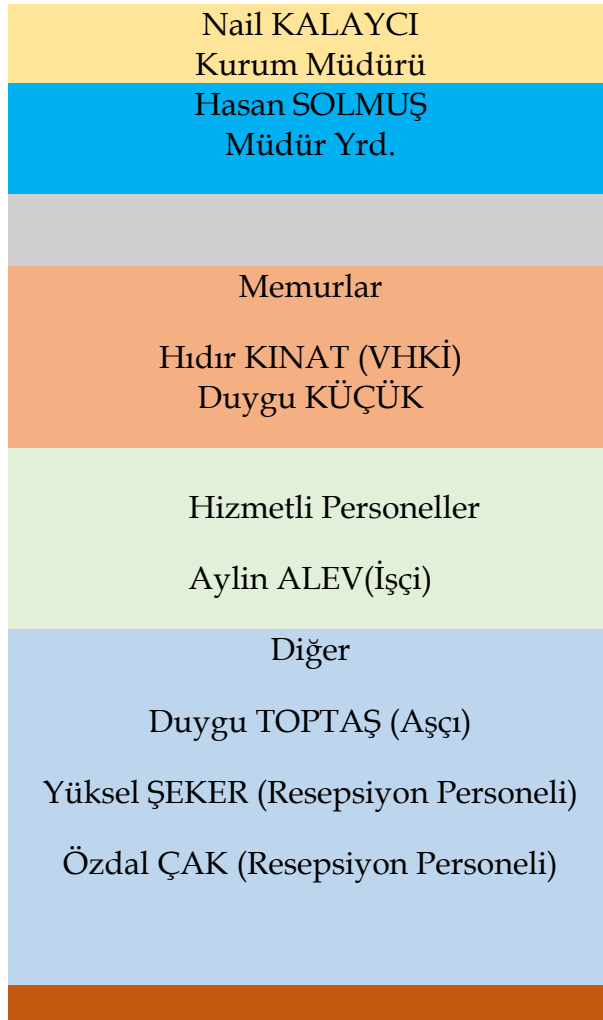 Nail KALAYCI
Kurum Müdürü
Hasan SOLMUŞ
Müdür Yrd.
Memurlar
Hıdır KINAT (VHKİ)
Duygu KÜÇÜK
Hizmetli Personeller
Aylin ALEV(İşçi)
Diğer
Duygu TOPTAŞ (Aşçı)
Yüksel ŞEKER (Resepsiyon Personeli)
Özdal ÇAK (Resepsiyon Personeli)